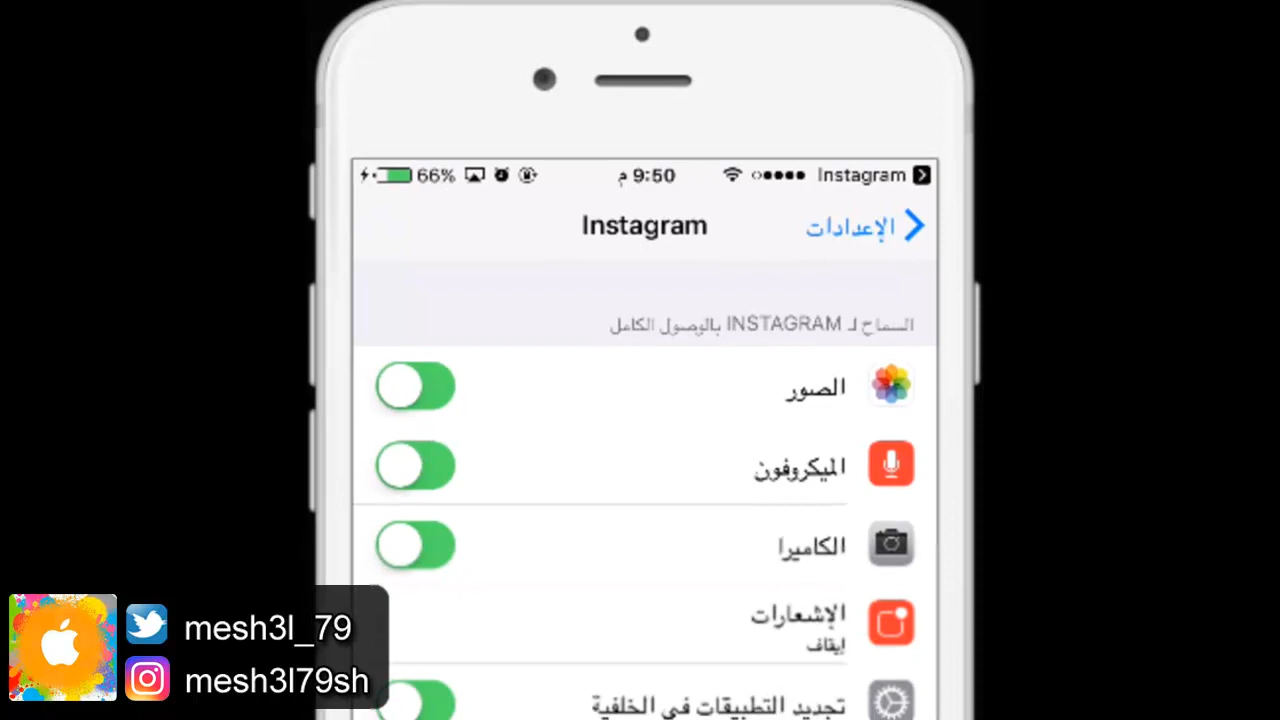 66% 9:50 م Instagram
الإعدادات
Instagram
السماح لـ INSTAGRAM بالوصول الكامل
الصور
الميكروفون
الكاميرا
الإشعارات
إيقاف
تجديد التطبيقات في الخلفية
mesh3l_79
mesh3l79sh